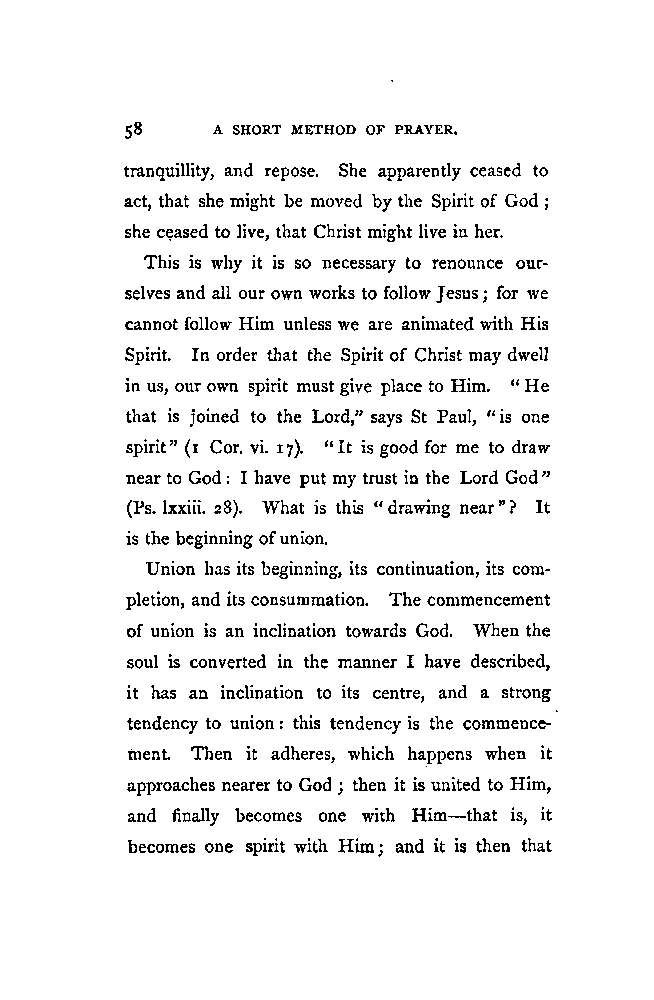 58 A SHORT METHOD OF PRAYER.
tranquillity, and repose. She apparently ceased to
act, that she might be moved by the Spirit of God ;
she ceased to live, that Christ might live in her.
This is why it is so necessary to renounce our-
selves and all our own works to follow Jesus ; for we
cannot follow Him unless we are animated with His
Spirit. In order that the Spirit of Christ may dwell
in us, our own spirit must give place to Him. “ He
that is joined to the Lord,” says St Paul, “is one
spirit” (1 Cor. vi. 17). “It is good for me to draw
near to God : I have put my trust in the Lord God”
(Ps. lxxiii. 28). What is this “drawing near”? It
is the beginning of union.
Union has its beginning, its continuation, its com-
pletion, and its consummation. The commencement
of union is an inclination towards God. When the
soul is converted in the manner I have described,
it has an inclination to its centre, and a strong
tendency to union : this tendency is the commence-
ment. Then it adheres, which happens when it
approaches nearer to God ; then it is united to Him,
and finally becomes one with Him—that is, it
becomes one spirit with Him ; and it is then that